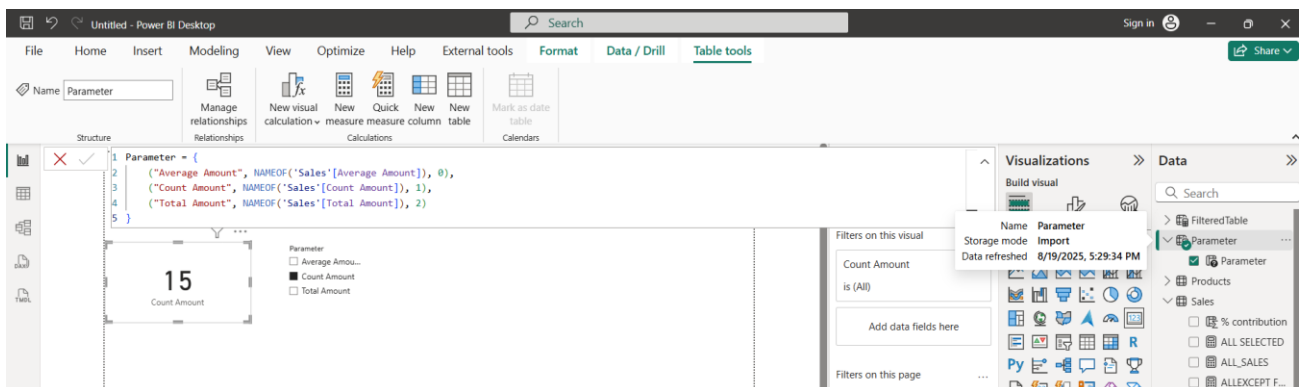 Untitled - Power BI Desktop
Search
Sign in
File Home Insert Modeling View Optimize Help External tools Format Data / Drill Table tools
Share
Name Parameter
Manage relationships
New visual calculation
New measure
Quick measure
New column
New table
Mark as date table
Structure
Relationships
Calculations
Calendars
1 Parameter = {
2 ("Average Amount", NAMEOF('Sales'[Average Amount]), 0),
3 ("Count Amount", NAMEOF('Sales'[Count Amount]), 1),
4 ("Total Amount", NAMEOF('Sales'[Total Amount]), 2)
5 }
15
Count Amount
Parameter
Average Amou...
Count Amount
Total Amount
Filters on this visual
Count Amount
is (All)
Add data fields here
Filters on this page
...
Visualizations
Build visual
Name Parameter
Storage mode Import
Data refreshed 8/19/2025, 5:29:34 PM
123
R
Py
Data
Search
FilteredTable
Parameter
...
Parameter
Products
Sales
% contribution
ALL SELECTED
ALL_SALES
ALLEXCEPT F...
DAX
TMDL